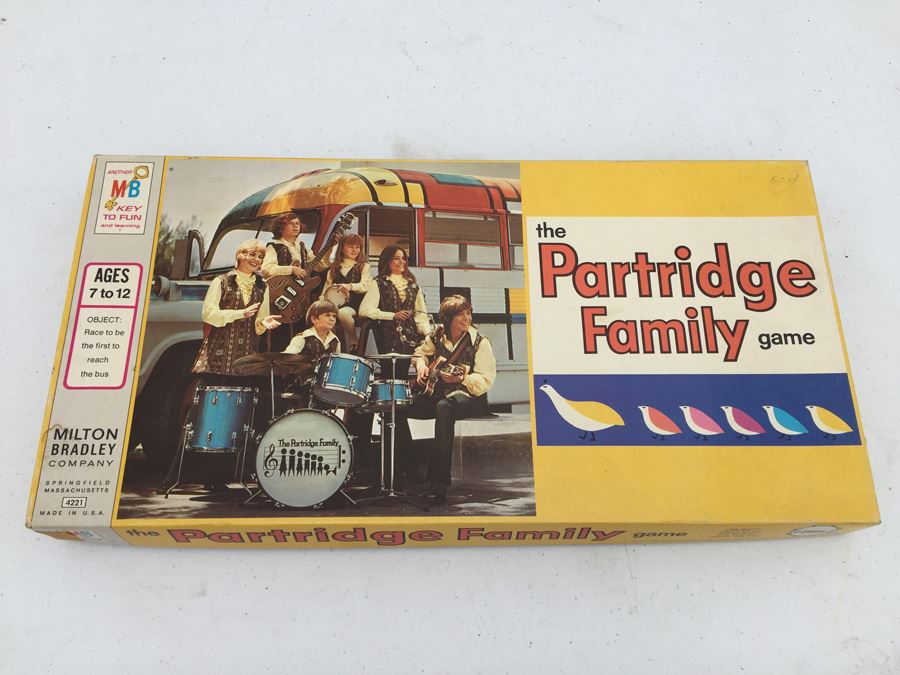 ANOTHER
MB
KEY
TO FUN
and learning
AGES
7 to 12
OBJECT:
Race to be
the first to
reach
the bus
MILTON
BRADLEY
COMPANY
SPRINGFIELD
MASSACHUSETTS
4221
MADE IN U.S.A.
The Partridge Family
the
Partridge
Family game
the Partridge Family game
OBJECT: